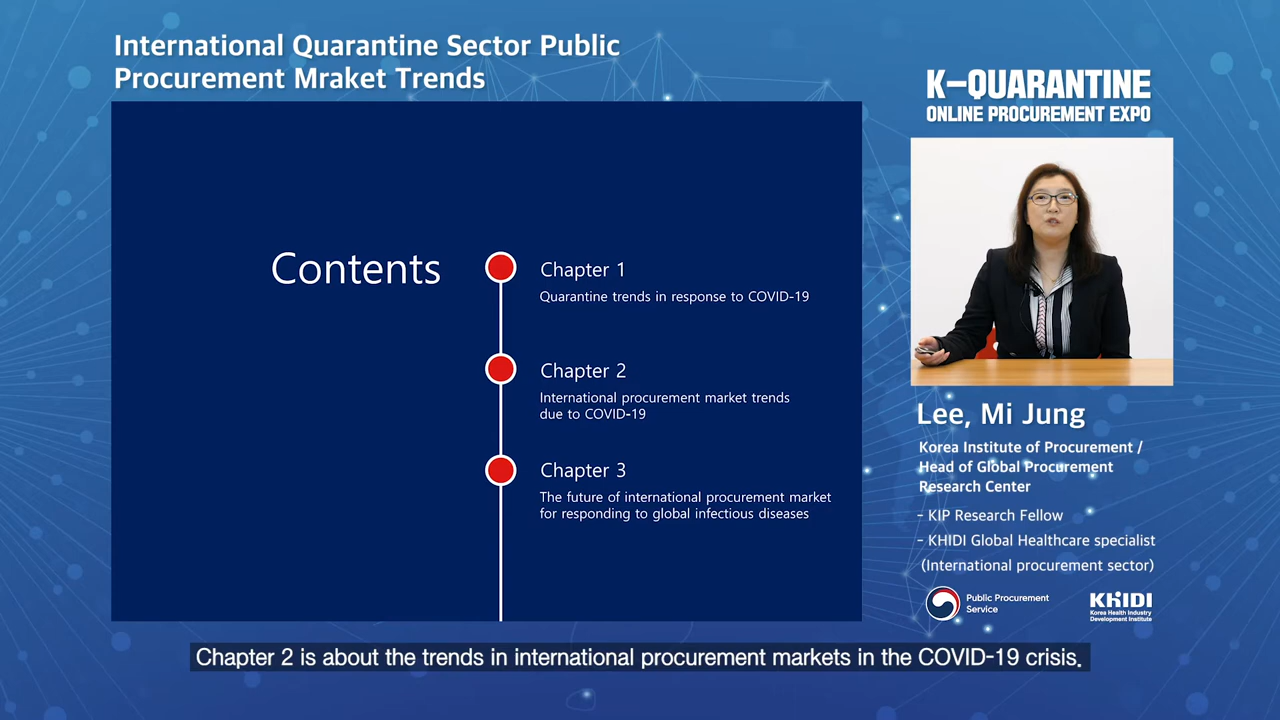 International Quarantine Sector Public
Procurement Mraket Trends
K-QUARANTINE
ONLINE PROCUREMENT EXPO
Contents
Chapter 1
Quarantine trends in response to COVID-19
Chapter 2
International procurement market trends
due to COVID-19
Chapter 3
The future of international procurement market
for responding to global infectious diseases
Lee, Mi Jung
Korea Institute of Procurement /
Head of Global Procurement
Research Center
- KIP Research Fellow
- KHIDI Global Healthcare specialist
(International procurement sector)
Public Procurement
Service
KHIDI
Korea Health Industry
Development Institute
Chapter 2 is about the trends in international procurement markets in the COVID-19 crisis.